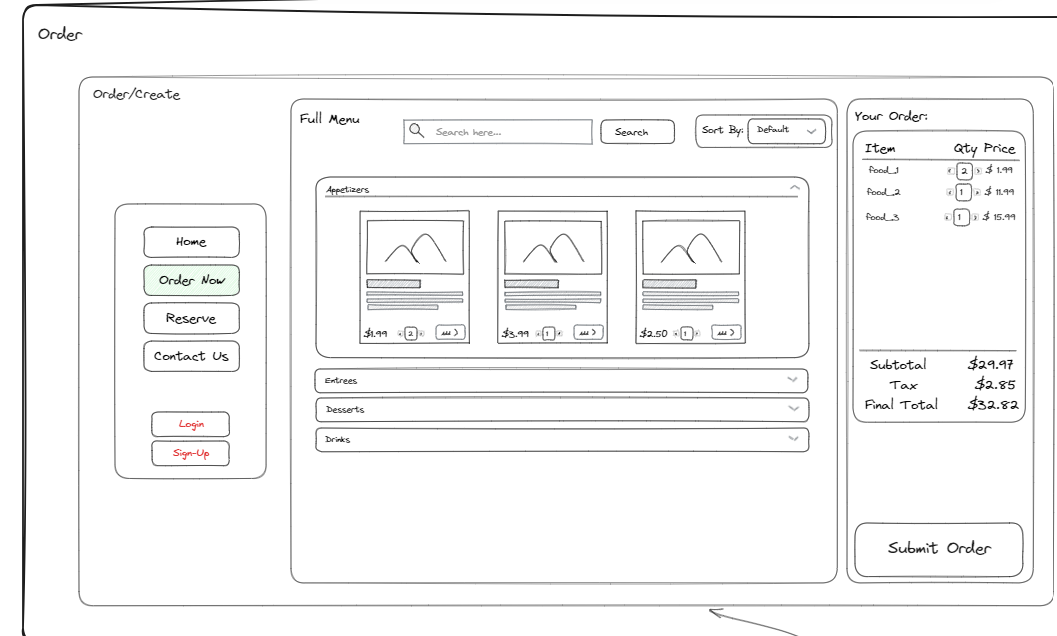 Order
Order/Create
Home
Order Now
Reserve
Contact Us
Login
Sign-Up
Full Menu
Search here...
Search
Sort By:
Default
Appetizers
$1.99
2
$3.99
1
$2.50
1
Entrees
Desserts
Drinks
Your Order:
Item Qty Price
food_1 2 $ 1.99
food_2 1 $ 11.99
food_3 1 $ 15.99
Subtotal $29.97
Tax $2.85
Final Total $32.82
Submit Order